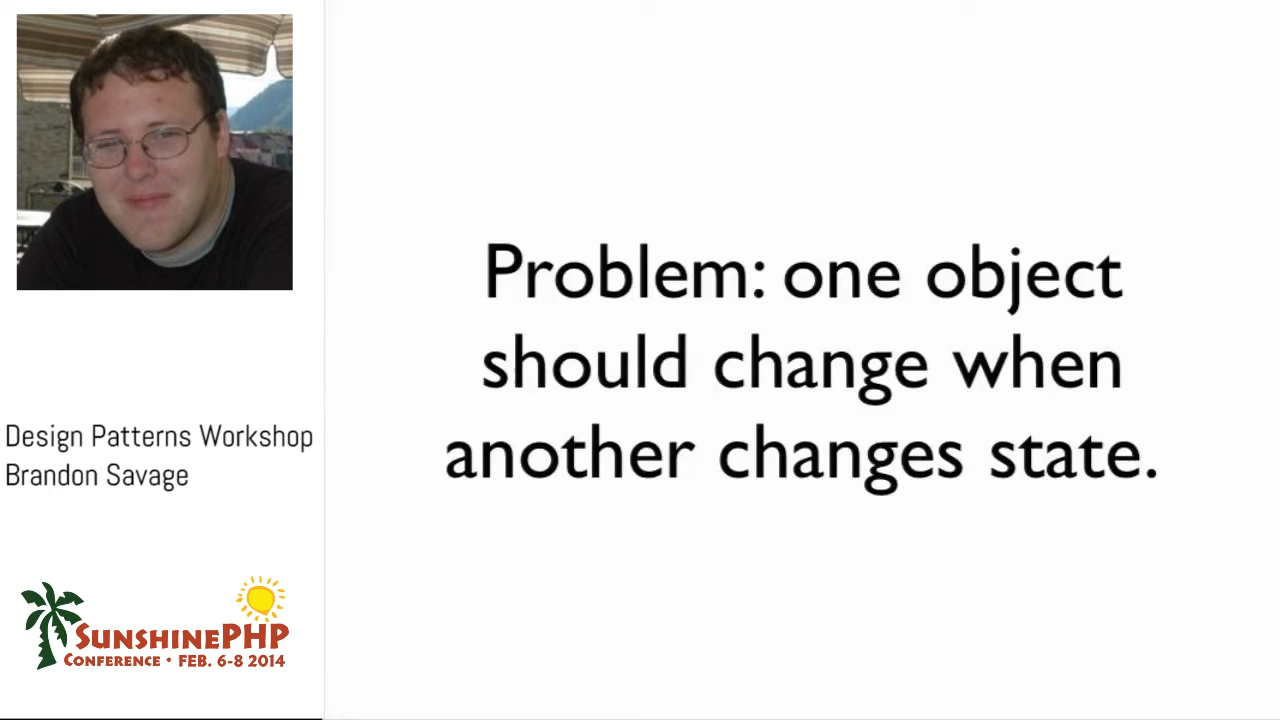 Problem: one object
should change when
another changes state.
Design Patterns Workshop
Brandon Savage
SUNSHINEPHP
CONFERENCE • FEB. 6-8 2014